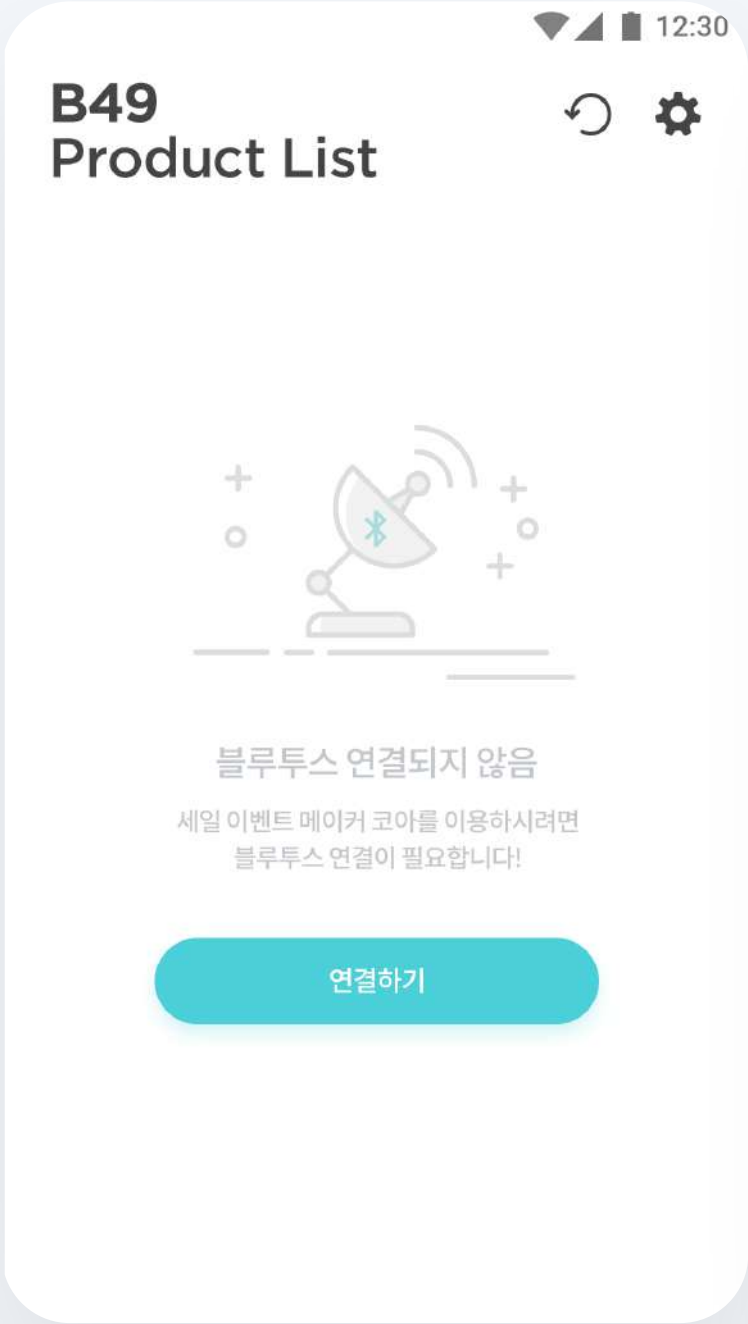 12:30
B49
Product List
블루투스 연결되지 않음
세일 이벤트 메이커 코아를 이용하시려면
블루투스 연결이 필요합니다!
연결하기